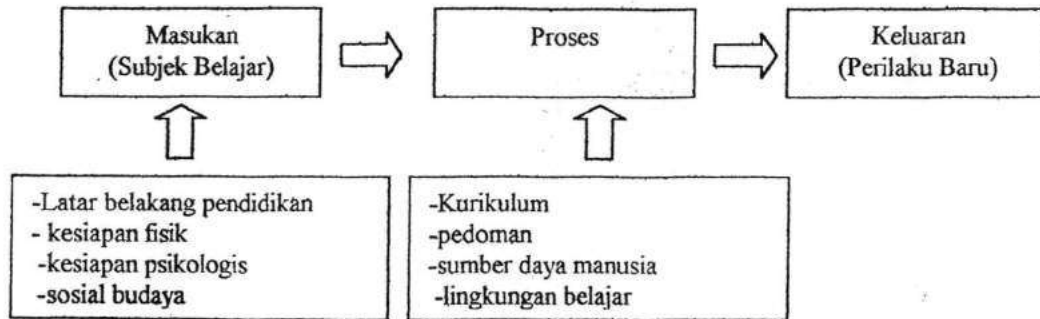 Masukan
(Subjek Belajar)
Proses
Keluaran
(Perilaku Baru)
-Latar belakang pendidikan
- kesiapan fisik
-kesiapan psikologis
-sosial budaya
-Kurikulum
-pedoman
-sumber daya manusia
-lingkungan belajar